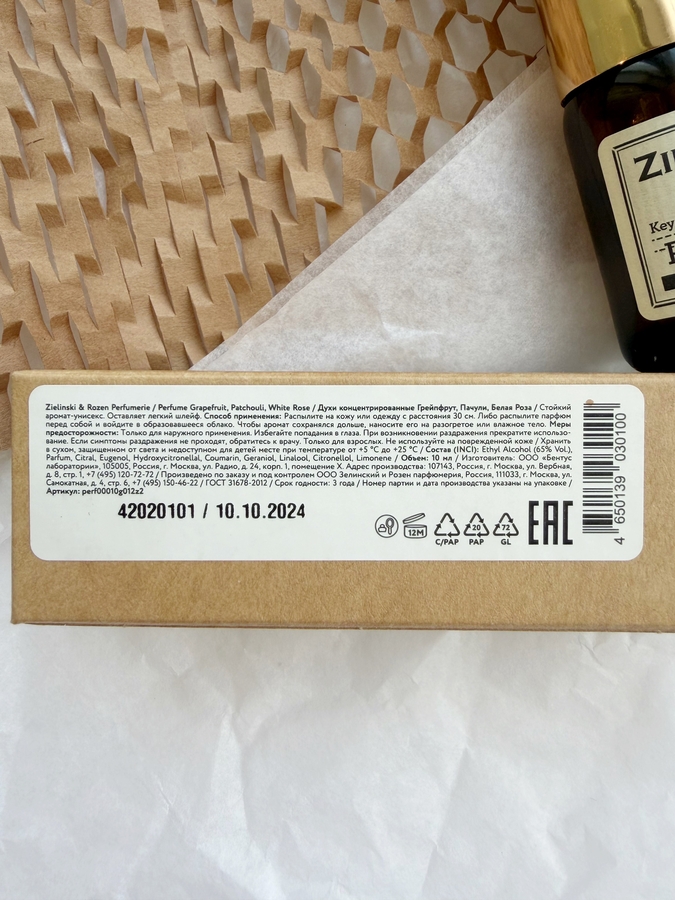 Zielinski & Rozen Perfumerie / Perfume Grapefruit, Patchouli, White Rose / Духи концентрированные Грейпфрут, Пачули, Белая Роза / Стойкий
аромат-унисекс. Оставляет легкий шлейф. Способ применения: Распылите на кожу или одежду с расстояния 30 см. Либо распылите парфюм
перед собой и войдите в образовавшееся облако. Чтобы аромат сохранялся дольше, наносите его на разогретое или влажное тело. Меры
предосторожности: Только для наружного применения. Избегайте попадания в глаза. При возникновении раздражения прекратите использо-
вание. Если симптомы раздражения не проходят, обратитесь к врачу. Только для взрослых. Не используйте на поврежденной коже / Хранить
в сухом, защищенном от света и недоступном для детей месте при температуре от +5 °C до +25 °C / Состав (INCI): Ethyl Alcohol (65% Vol.),
Parfum, Citral, Eugenol, Hydroxycitronellal, Coumarin, Geraniol, Linalool, Citronellol, Limonene / Объем: 10 мл / Изготовитель: ООО «Бентус
лаборатории», 105005, Россия, г. Москва, ул. Радио, д. 24, корп. 1, помещение X. Адрес производства: 107143, Россия, г. Москва, ул. Вербная,
д. 8, стр. 1, +7 (495) 120-72-72 / Произведено по заказу и под контролем ООО Зелинский и Розен парфюмерия, Россия, 111033, г. Москва, ул.
Самокатная, д. 4, стр. 6, +7 (495) 150-46-22 / ГОСТ 31678-2012 / Срок годности: 3 года / Номер партии и дата производства указаны на упаковке /
Артикул: perf00010g012z2
42020101 / 10.10.2024
12M
C/PAP
20
PAP
72
GL
EAC
4 650139 030100
Key